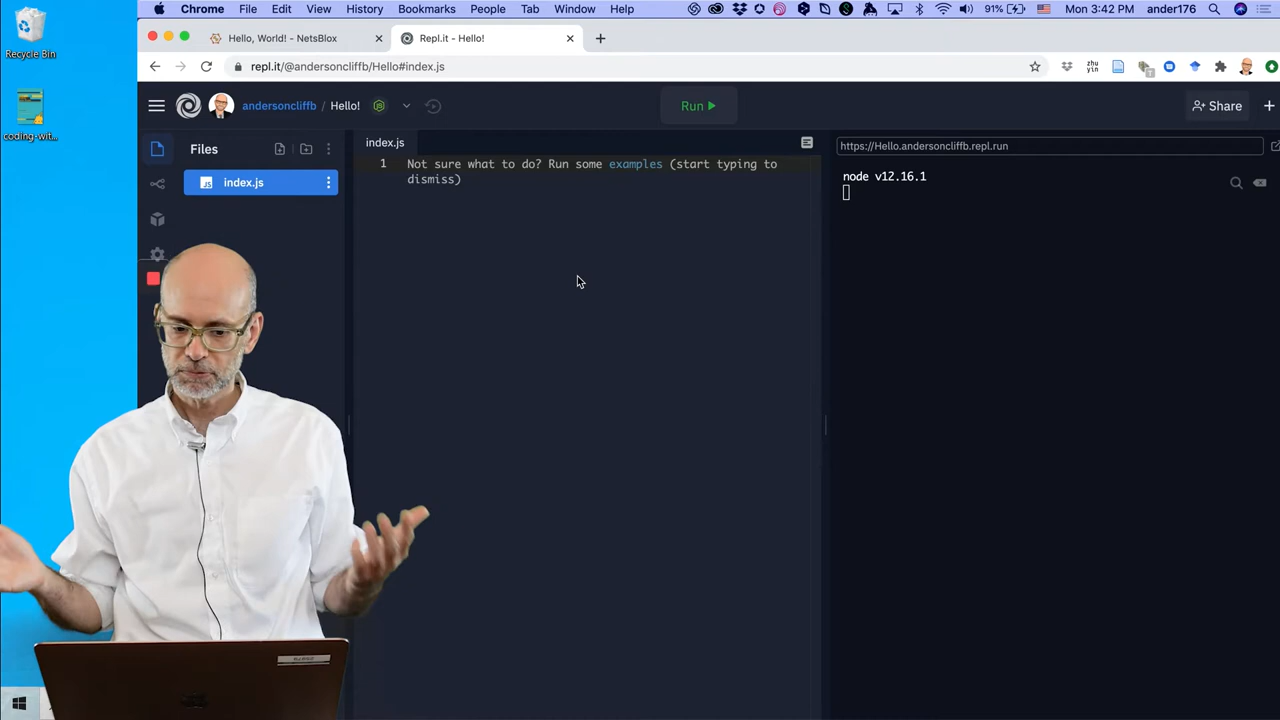 Chrome File Edit View History Bookmarks People Tab Window Help 91% Mon 3:42 PM ander176
Recycle Bin
coding-wit...
Hello, World! - NetsBlox
Repl.it - Hello!
repl.it/@andersoncliffb/Hello#index.js
andersoncliffb / Hello!
Run
Share
Files
index.js
index.js
1 Not sure what to do? Run some examples (start typing to
dismiss)
https://Hello.andersoncliffb.repl.run
node v12.16.1